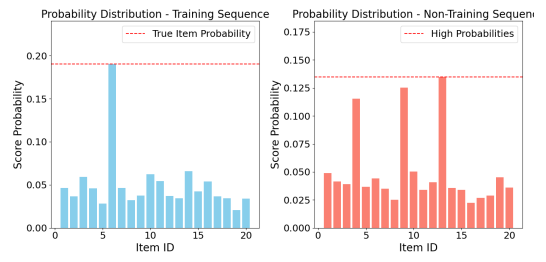 Probability Distribution - Training Sequence
True Item Probability
0.20
0.15
0.10
0.05
0.00
Score Probability
0
5
10
15
20
Item ID
Probability Distribution - Non-Training Sequenc
High Probabilities
0.175
0.150
0.125
0.100
0.075
0.050
0.025
0.000
Score Probability
0
5
10
15
20
Item ID